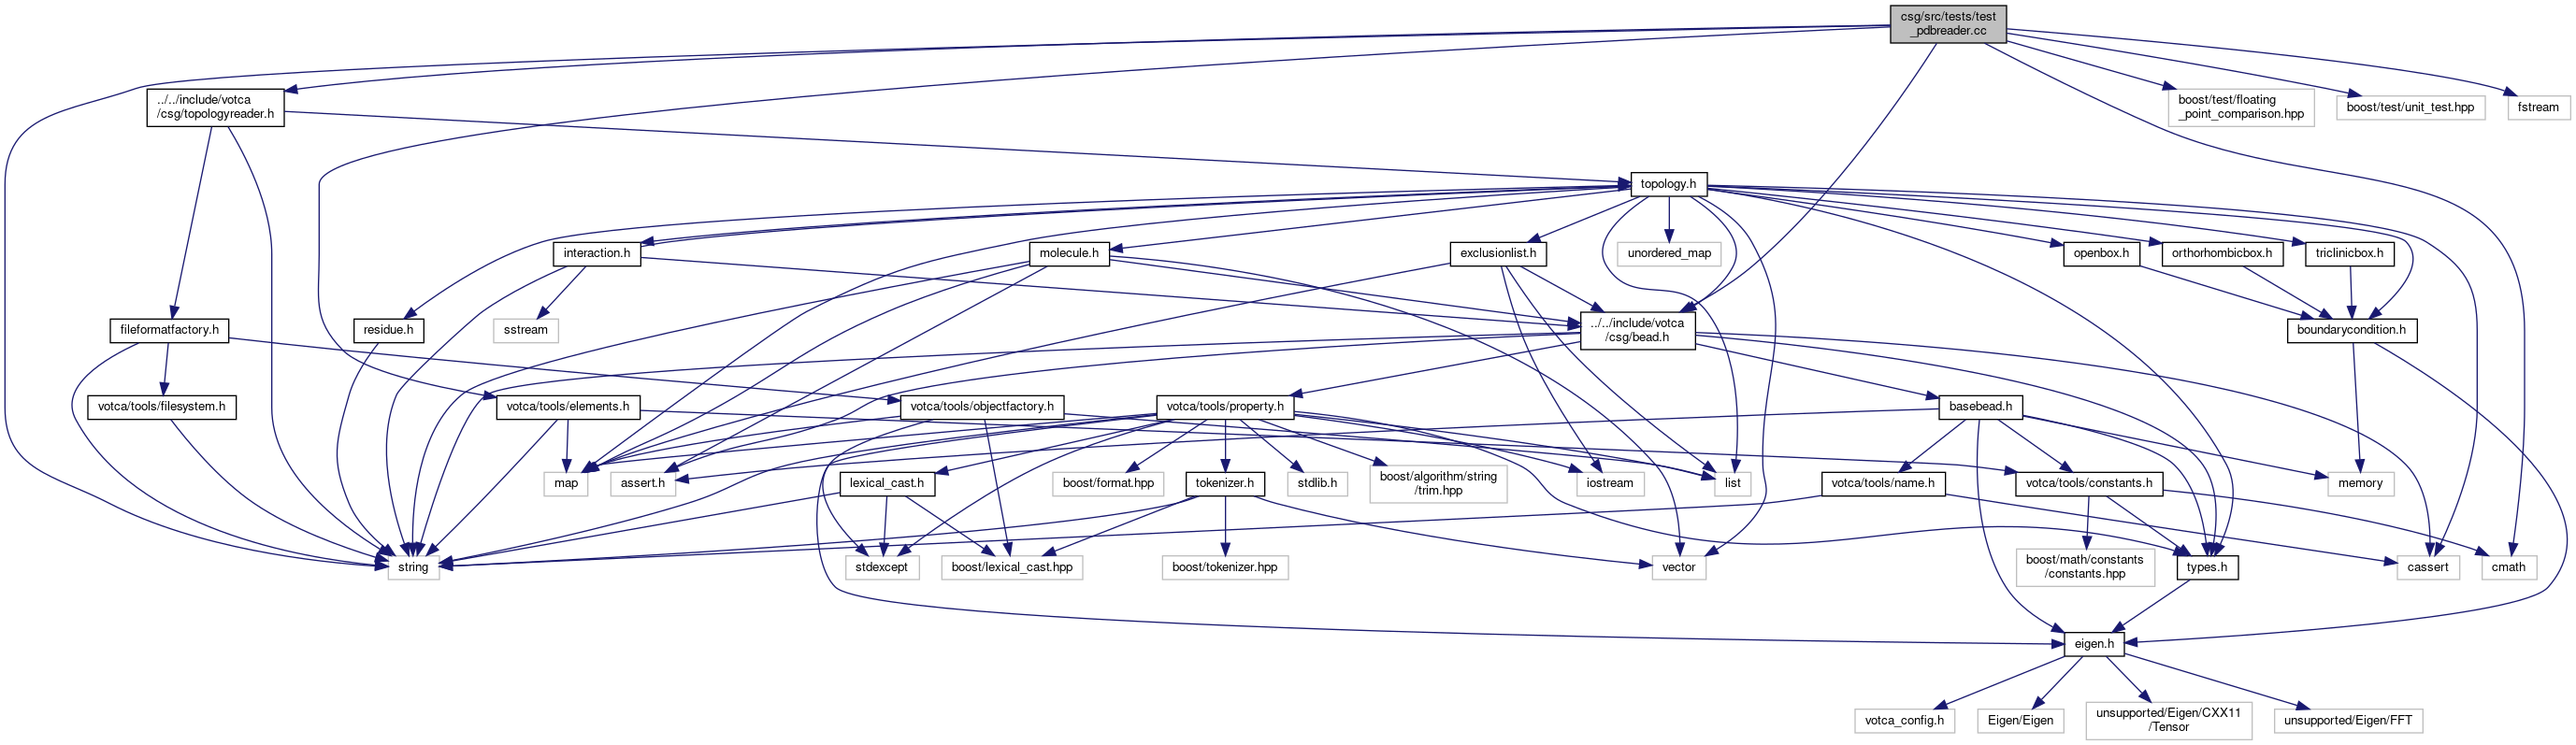 csg/src/tests/test
_pdbreader.cc
../../include/votca
/csg/topologyreader.h
boost/test/floating
_point_comparison.hpp
boost/test/unit_test.hpp
fstream
topology.h
interaction.h
molecule.h
exclusionlist.h
unordered_map
openbox.h
orthorhombicbox.h
triclinicbox.h
fileformatfactory.h
residue.h
sstream
../../include/votca
/csg/bead.h
boundarycondition.h
votca/tools/filesystem.h
votca/tools/elements.h
votca/tools/objectfactory.h
votca/tools/property.h
basebead.h
map
assert.h
lexical_cast.h
boost/format.hpp
tokenizer.h
stdlib.h
boost/algorithm/string
/trim.hpp
iostream
list
votca/tools/name.h
votca/tools/constants.h
memory
string
stdexcept
boost/lexical_cast.hpp
boost/tokenizer.hpp
vector
boost/math/constants
/constants.hpp
types.h
cassert
cmath
eigen.h
votca_config.h
Eigen/Eigen
unsupported/Eigen/CXX11
/Tensor
unsupported/Eigen/FFT